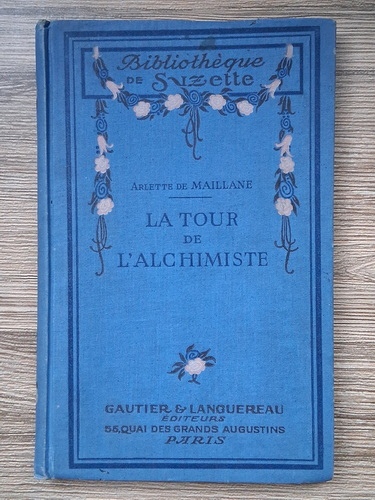 Bibliothèque
DE Suzette
ARLETTE DE MAILLANE
LA TOUR
DE
L'ALCHIMISTE
GAUTIER & LANGUEREAU
ÉDITEURS
55, QUAI DES GRANDS AUGUSTINS
PARIS